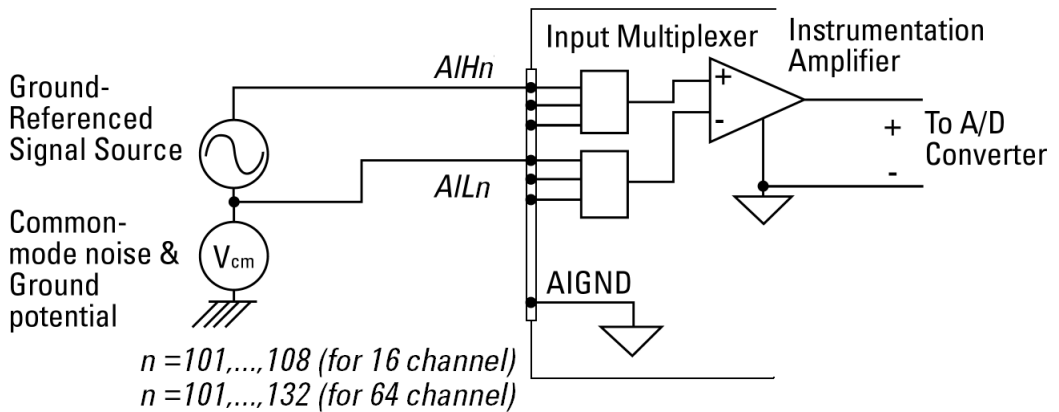 Input Multiplexer
Instrumentation
Amplifier
AIHn
Ground-
Referenced
Signal Source
+
-
+
-
To A/D
Converter
AILn
Common-
mode noise &
Ground
potential
Vcm
AIGND
n =101,...,108 (for 16 channel)
n =101,...,132 (for 64 channel)